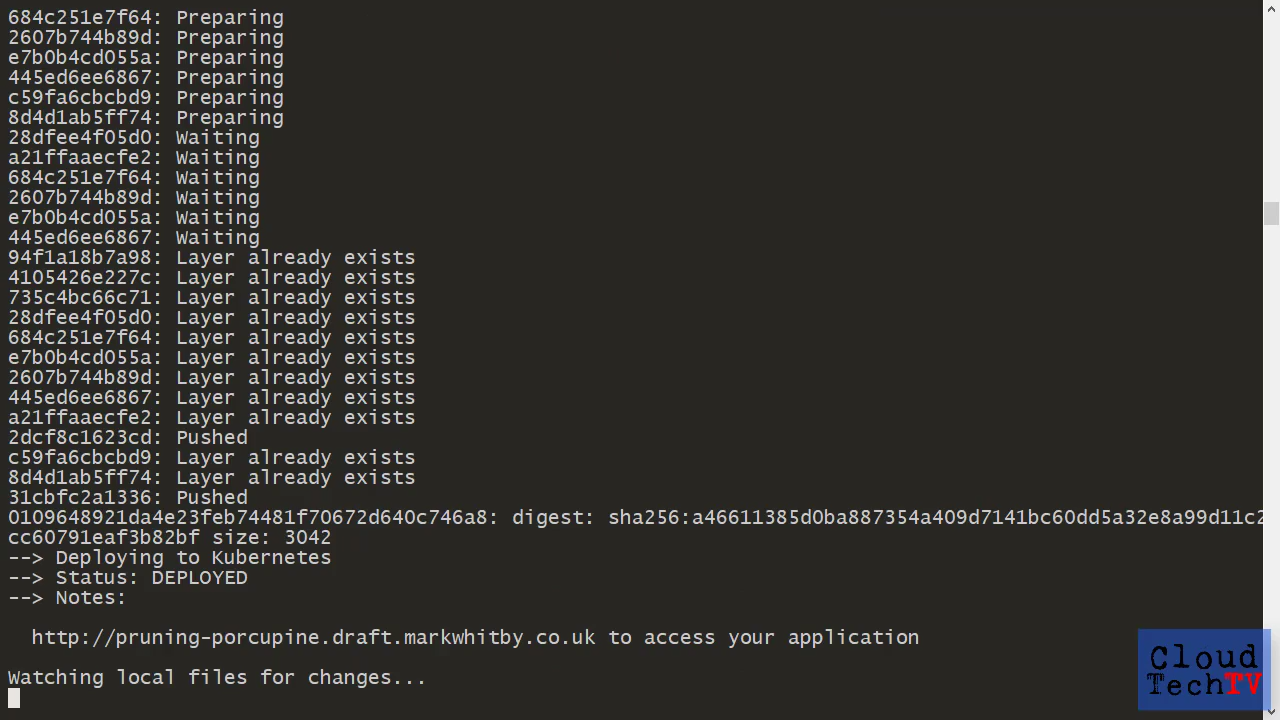 684c251e7f64: Preparing
2607b744b89d: Preparing
e7b0b4cd055a: Preparing
445ed6ee6867: Preparing
c59fa6cbcbd9: Preparing
8d4d1ab5ff74: Preparing
28dfee4f05d0: Waiting
a21ffaaecfe2: Waiting
684c251e7f64: Waiting
2607b744b89d: Waiting
e7b0b4cd055a: Waiting
445ed6ee6867: Waiting
94f1a18b7a98: Layer already exists
4105426e227c: Layer already exists
735c4bc66c71: Layer already exists
28dfee4f05d0: Layer already exists
684c251e7f64: Layer already exists
e7b0b4cd055a: Layer already exists
2607b744b89d: Layer already exists
445ed6ee6867: Layer already exists
a21ffaaecfe2: Layer already exists
2dcf8c1623cd: Pushed
c59fa6cbcbd9: Layer already exists
8d4d1ab5ff74: Layer already exists
31cbfc2a1336: Pushed
0109648921da4e23feb74481f70672d640c746a8: digest: sha256:a46611385d0ba887354a409d7141bc60dd5a32e8a99d11c2
cc60791eaf3b82bf size: 3042
--> Deploying to Kubernetes
--> Status: DEPLOYED
--> Notes:
http://pruning-porcupine.draft.markwhitby.co.uk to access your application
Watching local files for changes...
Cloud
TechTV